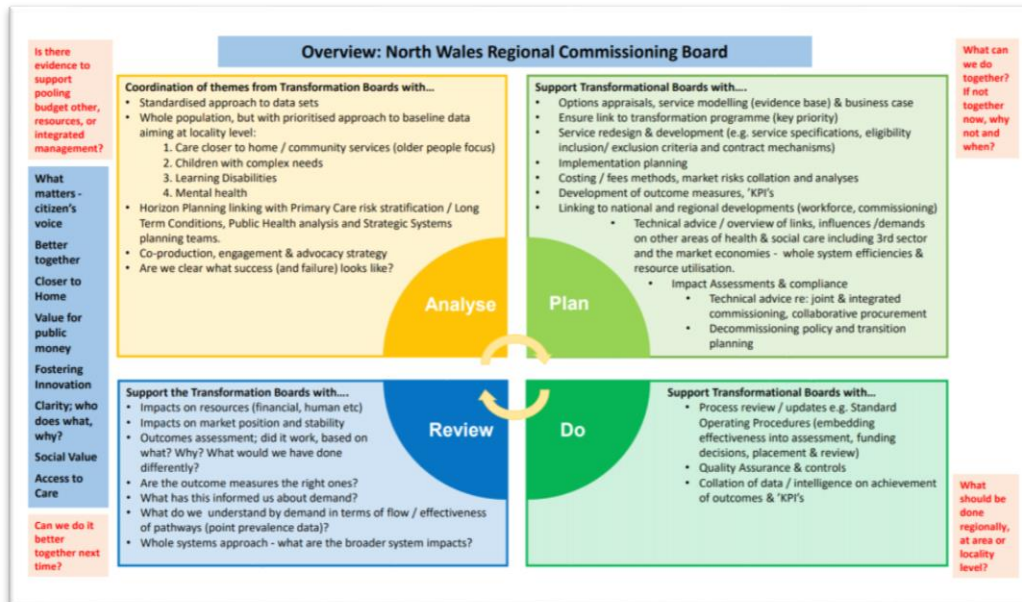 Overview: North Wales Regional Commissioning Board
Is there
evidence to
support
pooling
budget other,
resources, or
integrated
management?
What
matters -
citizen's
voice
Better
together
Closer to
Home
Value for
public
money
Fostering
Innovation
Clarity; who
does what,
why?
Social Value
Access to
Care
Can we do it
better
together next
time?
Coordination of themes from Transformation Boards with...
• Standardised approach to data sets
• Whole population, but with prioritised approach to baseline data
aiming at locality level:
1. Care closer to home / community services (older people focus)
2. Children with complex needs
3. Learning Disabilities
4. Mental health
• Horizon Planning linking with Primary Care risk stratification / Long
Term Conditions, Public Health analysis and Strategic Systems
planning teams.
• Co-production, engagement & advocacy strategy
• Are we clear what success (and failure) looks like?
Analyse
Support Transformational Boards with....
• Options appraisals, service modelling (evidence base) & business case
• Ensure link to transformation programme (key priority)
• Service redesign & development (e.g. service specifications, eligibility
inclusion/ exclusion criteria and contract mechanisms)
• Implementation planning
• Costing / fees methods, market risks collation and analyses
• Development of outcome measures, 'KPI's
• Linking to national and regional developments (workforce, commissioning)
• Technical advice / overview of links, influences /demands
on other areas of health & social care including 3rd sector
and the market economies - whole system efficiencies &
resource utilisation.
• Impact Assessments & compliance
• Technical advice re: joint & integrated
commissioning, collaborative procurement
• Decommissioning policy and transition
planning
Plan
Support the Transformation Boards with....
• Impacts on resources (financial, human etc)
• Impacts on market position and stability
• Outcomes assessment; did it work, based on
what? Why? What would we have done
differently?
• Are the outcome measures the right ones?
• What has this informed us about demand?
• What do we understand by demand in terms of flow / effectiveness
of pathways (point prevalence data)?
• Whole systems approach - what are the broader system impacts?
Review
Do
Support Transformational Boards with...
• Process review / updates e.g. Standard
Operating Procedures (embedding
effectiveness into assessment, funding
decisions, placement & review)
• Quality Assurance & controls
• Collation of data / intelligence on achievement
of outcomes & 'KPI's
What can
we do
together?
If not
together
now, why
not and
when?
What
should be
done
regionally,
at area or
locality
level?